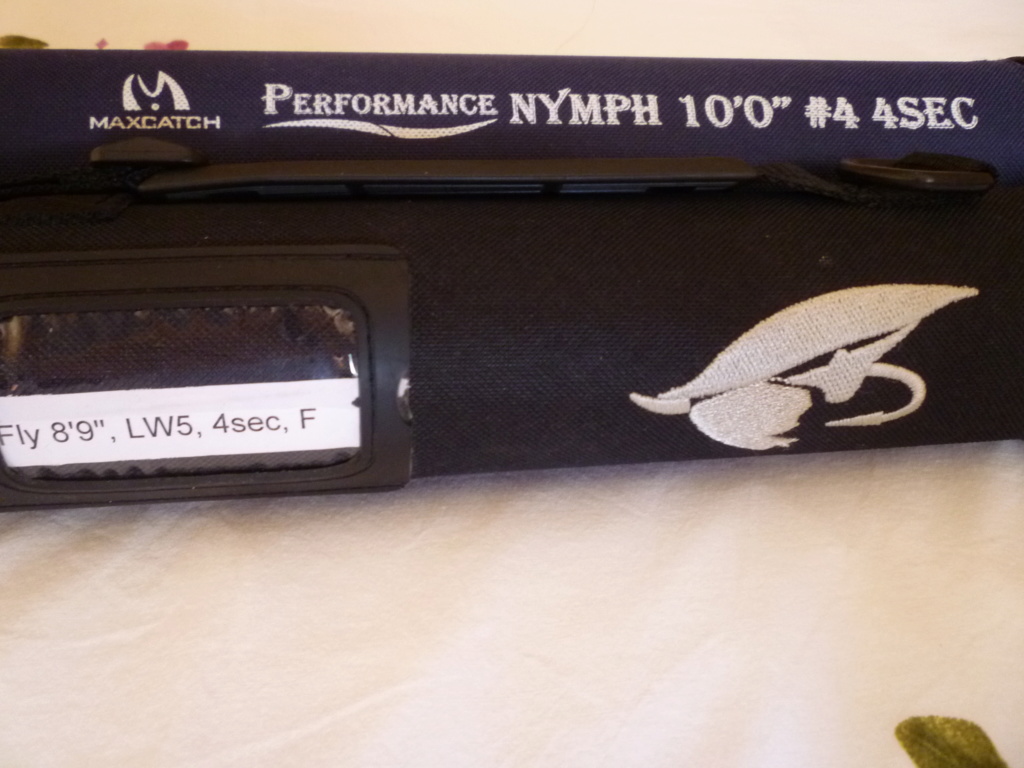 MAXCATCH
PERFORMANCE NYMPH 10'0" #4 4SEC
Fly 8'9", LW5, 4sec, F